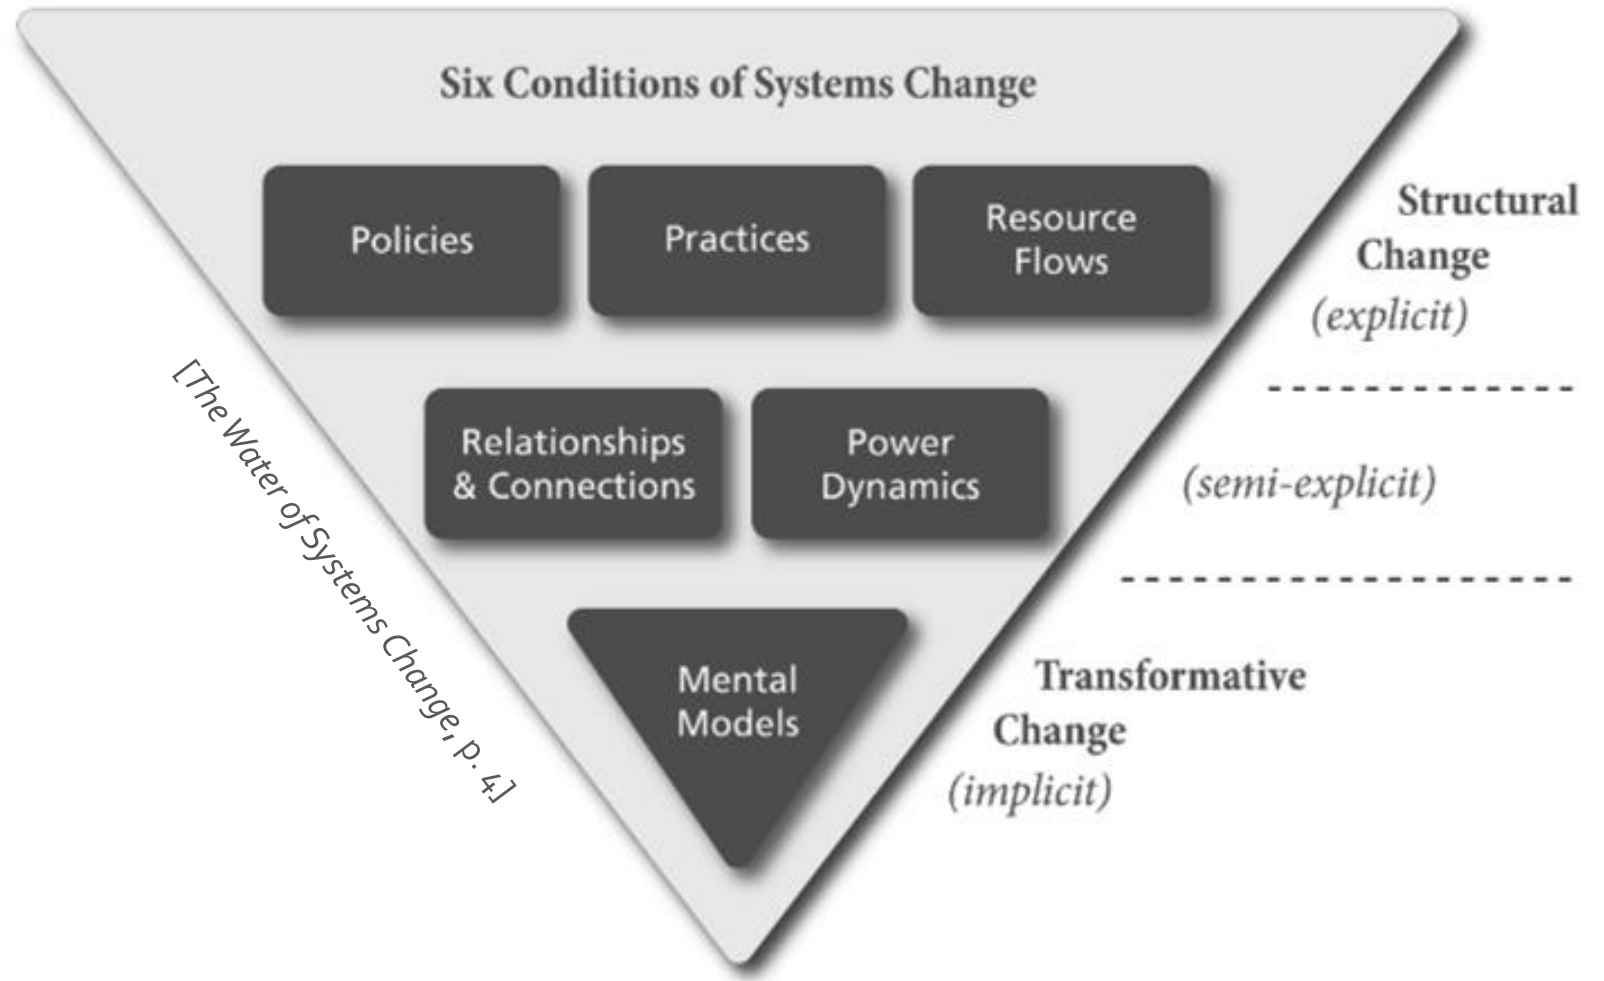 Six Conditions of Systems Change
Policies
Practices
Resource
Flows
Structural
Change
(explicit)
Relationships
& Connections
Power
Dynamics
(semi-explicit)
Mental
Models
Transformative
Change
(implicit)
[The Water of Systems Change, p. 4]